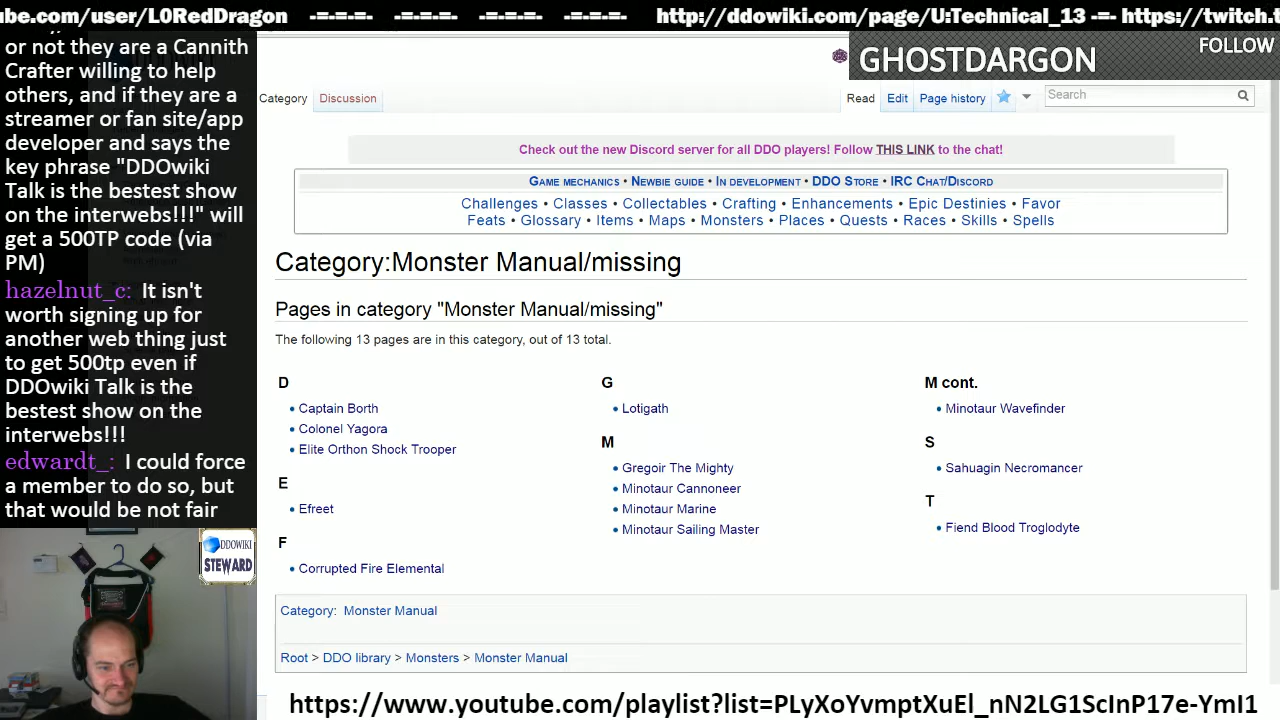 be.com/user/L0RedDragon -=-=-=- -=-=-=- -=-=-=- -=-=-=- http://ddowiki.com/page/U:Technical_13 -=- https://twitch.t
or not they are a Cannith
Crafter willing to help
others, and if they are a
streamer or fan site/app
developer and says the
key phrase "DDOwiki
Talk is the bestest show
on the interwebs!!!" will
get a 500TP code (via
PM)
hazelnut_c: It isn't
worth signing up for
another web thing just
to get 500tp even if
DDOwiki Talk is the
bestest show on the
interwebs!!!
edwardt_: I could force
a member to do so, but
that would be not fair
DDOWIKI
STEWARD
GHOSTDARGON
FOLLOW
Category Discussion
Read Edit Page history
Search
Check out the new Discord server for all DDO players! Follow THIS LINK to the chat!
Game mechanics • Newbie guide • In development • DDO Store • IRC Chat/Discord
Challenges • Classes • Collectables • Crafting • Enhancements • Epic Destinies • Favor
Feats • Glossary • Items • Maps • Monsters • Places • Quests • Races • Skills • Spells
Category:Monster Manual/missing
Pages in category "Monster Manual/missing"
The following 13 pages are in this category, out of 13 total.
D
• Captain Borth
• Colonel Yagora
• Elite Orthon Shock Trooper
E
• Efreet
F
• Corrupted Fire Elemental
G
• Lotigath
M
• Gregoir The Mighty
• Minotaur Cannoneer
• Minotaur Marine
• Minotaur Sailing Master
M cont.
• Minotaur Wavefinder
S
• Sahuagin Necromancer
T
• Fiend Blood Troglodyte
Category: Monster Manual
Root > DDO library > Monsters > Monster Manual
https://www.youtube.com/playlist?list=PLyXoYvmptXuEl_nN2LG1ScInP17e-YmI1